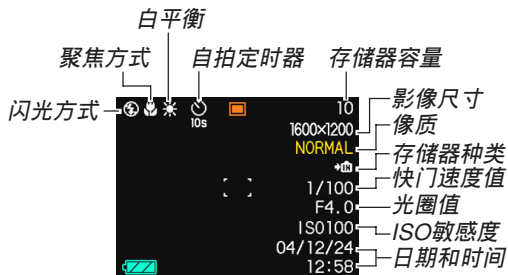 白平衡
聚焦方式
自拍定时器
存储器容量
闪光方式
10
10s
影像尺寸
1600×1200
像质
NORMAL
存储器种类
IN
快门速度值
1/100
光圈值
F4.0
ISO敏感度
ISO100
日期和时间
04/12/24
12:58